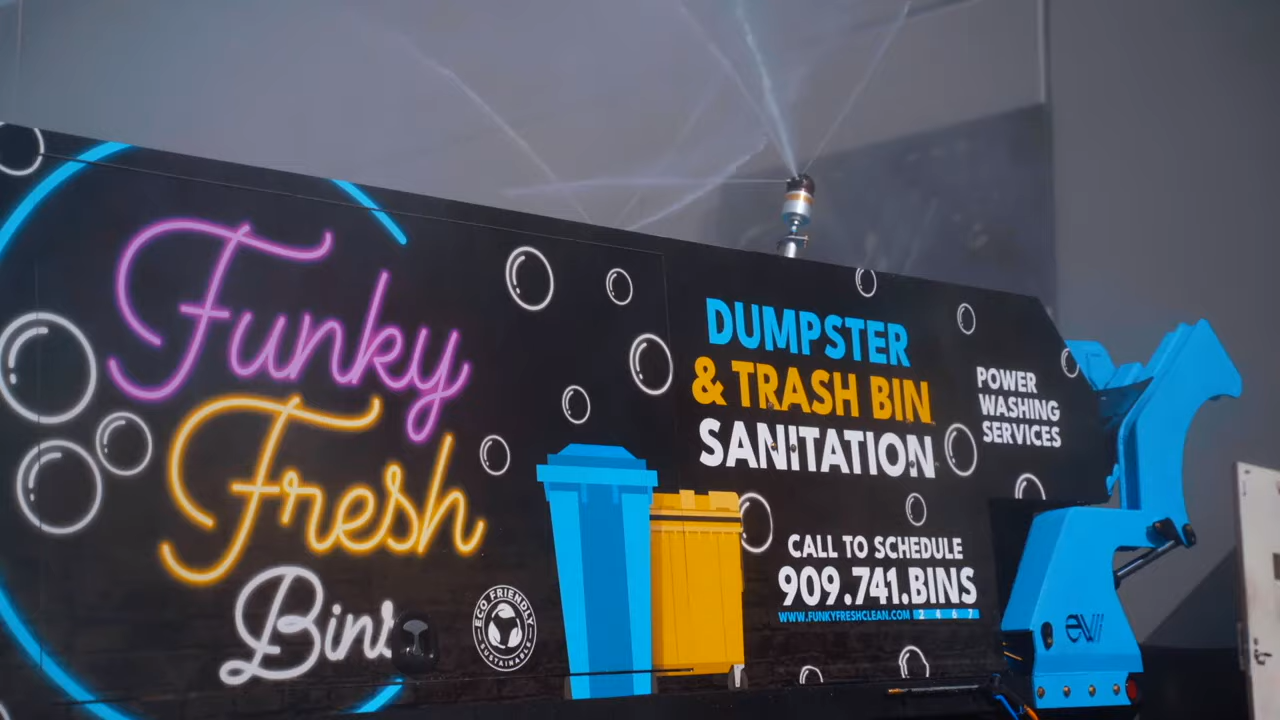 Funky
Fresh
Bins
ECO FRIENDLY
SUSTAINABLE
DUMPSTER
& TRASH BIN
SANITATION
POWER
WASHING
SERVICES
CALL TO SCHEDULE
909.741.BINS
WWW.FUNKYFRESHCLEAN.COM 2 4 6 7